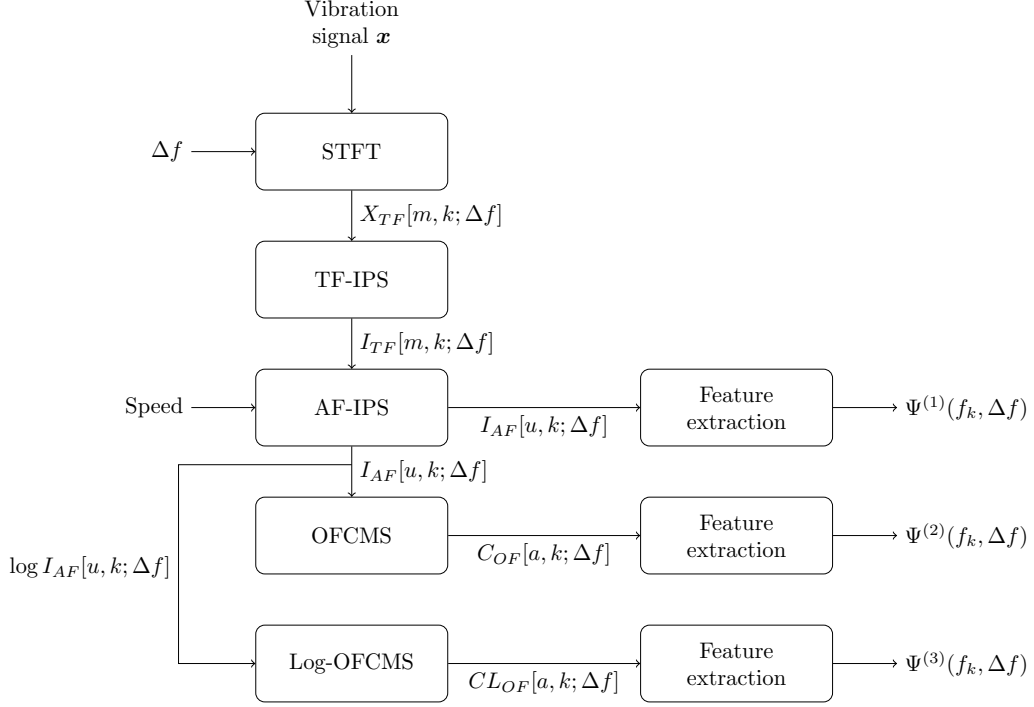 Vibration
signal x
Δf
STFT
X_{TF}[m, k; Δf]
TF-IPS
I_{TF}[m, k; Δf]
Speed
AF-IPS
I_{AF}[u, k; Δf]
Feature
extraction
Ψ^{(1)}(f_k, Δf)
I_{AF}[u, k; Δf]
OFCMS
C_{OF}[a, k; Δf]
Feature
extraction
Ψ^{(2)}(f_k, Δf)
log I_{AF}[u, k; Δf]
Log-OFCMS
CL_{OF}[a, k; Δf]
Feature
extraction
Ψ^{(3)}(f_k, Δf)